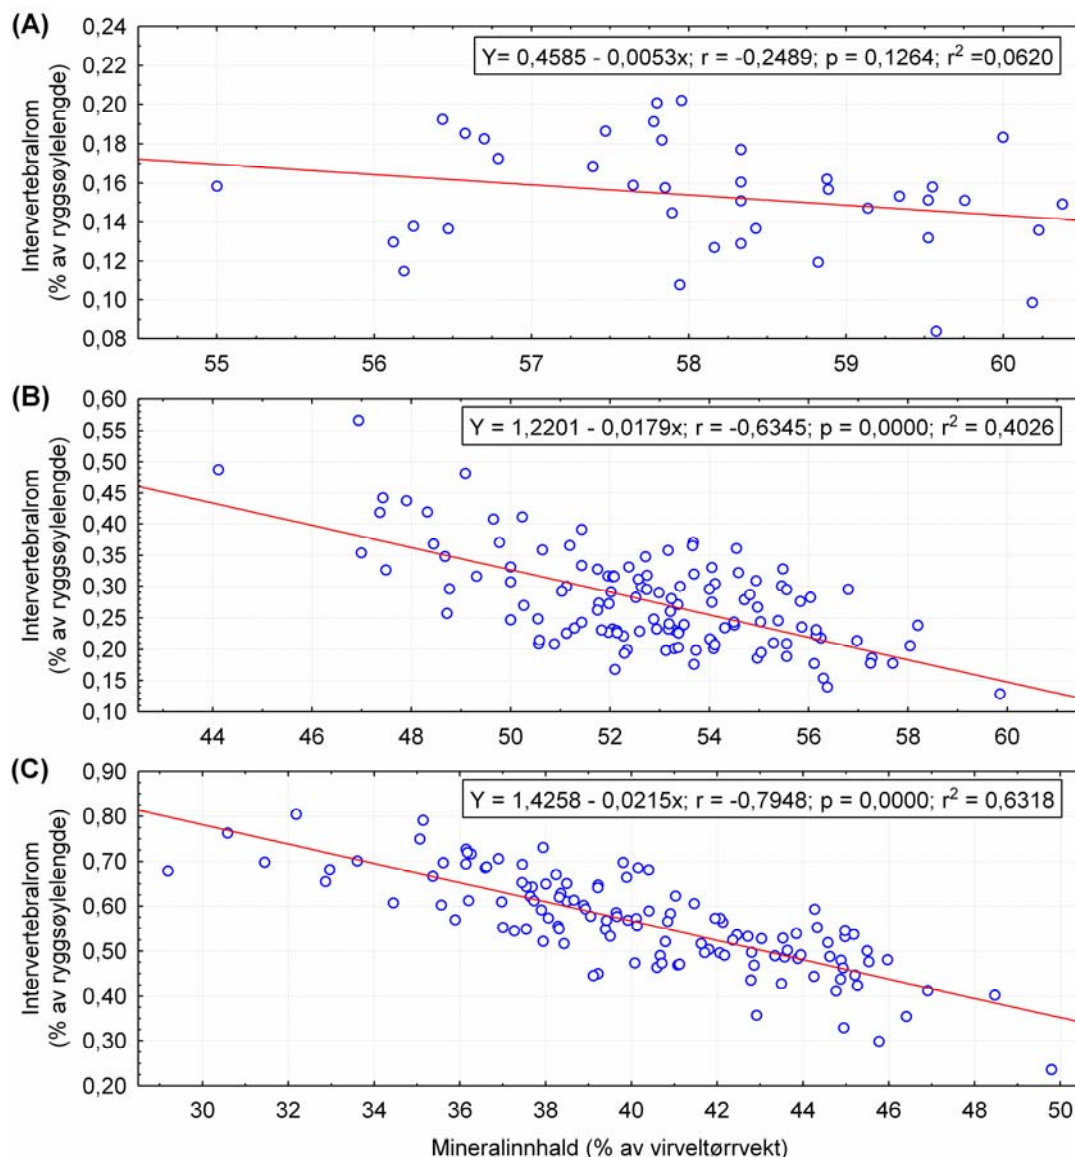 (A)
Y= 0,4585 - 0,0053x; r = -0,2489; p = 0,1264; r² =0,0620
Intervertebralrom
(% av ryggsøylelengde)
0,24
0,22
0,20
0,18
0,16
0,14
0,12
0,10
0,08
55 56 57 58 59 60
(B)
Y = 1,2201 - 0,0179x; r = -0,6345; p = 0,0000; r² = 0,4026
Intervertebralrom
(% av ryggsøylelengde)
0,60
0,55
0,50
0,45
0,40
0,35
0,30
0,25
0,20
0,15
0,10
44 46 48 50 52 54 56 58 60
(C)
Y = 1,4258 - 0,0215x; r = -0,7948; p = 0,0000; r² = 0,6318
Intervertebralrom
(% av ryggsøylelengde)
0,90
0,80
0,70
0,60
0,50
0,40
0,30
0,20
30 32 34 36 38 40 42 44 46 48 50
Mineralinnhald (% av virveltørrvekt)